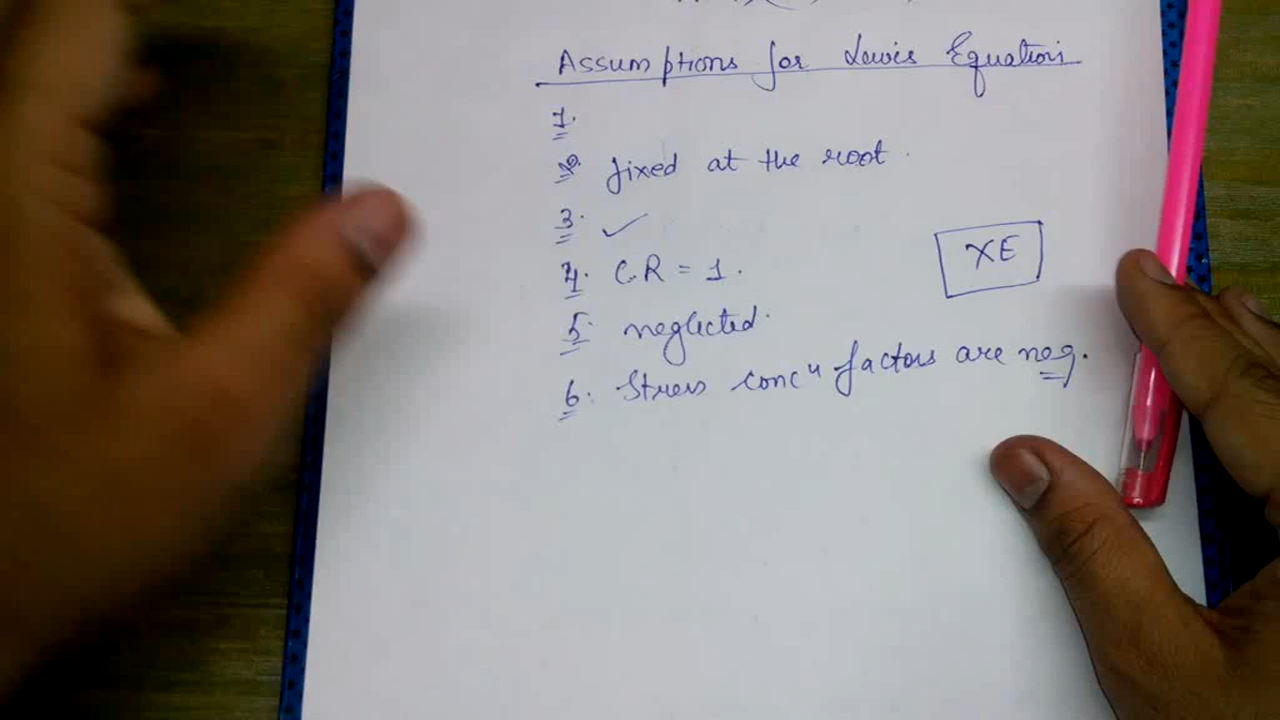 Assumptions for Lewis Equation
1.
2. fixed at the root.
3. ✓
4. C.R = 1.
XE
5. neglected.
6. Stress concn factors are neg.